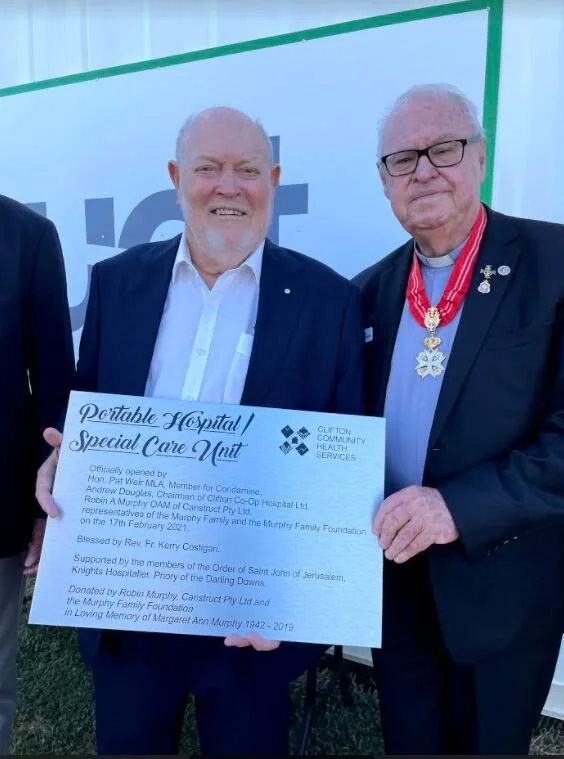 ust
Portable Hospital/
Special Care Unit
CLIFTON
COMMUNITY
HEALTH
SERVICES
Officially opened by
Hon. Pat Weir MLA, Member for Condamine,
Andrew Douglas, Chairman of Clifton Co-Op Hospital Ltd.
Robin A Murphy OAM of Canstruct Pty Ltd.
representatives of the Murphy Family and the Murphy Family Foundation
on the 17th February 2021.
Blessed by Rev. Fr. Kerry Costigan.
Supported by the members of the Order of Saint John of Jerusalem,
Knights Hospitaller. Priory of the Darling Downs.
Donated by Robin Murphy, Canstruct Pty Ltd and
the Murphy Family Foundation
In Loving Memory of Margaret Ann Murphy 1942 - 2019.